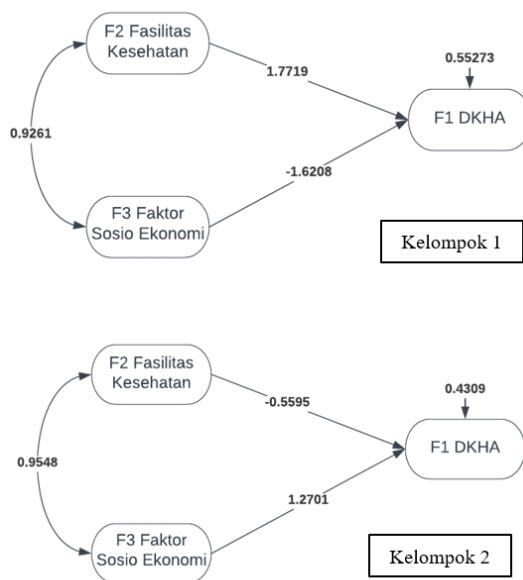 F2 Fasilitas
Kesehatan
1.7719
0.55273
F1 DKHA
0.9261
-1.6208
F3 Faktor
Sosio Ekonomi
Kelompok 1
F2 Fasilitas
Kesehatan
-0.5595
0.4309
F1 DKHA
0.9548
1.2701
F3 Faktor
Sosio Ekonomi
Kelompok 2